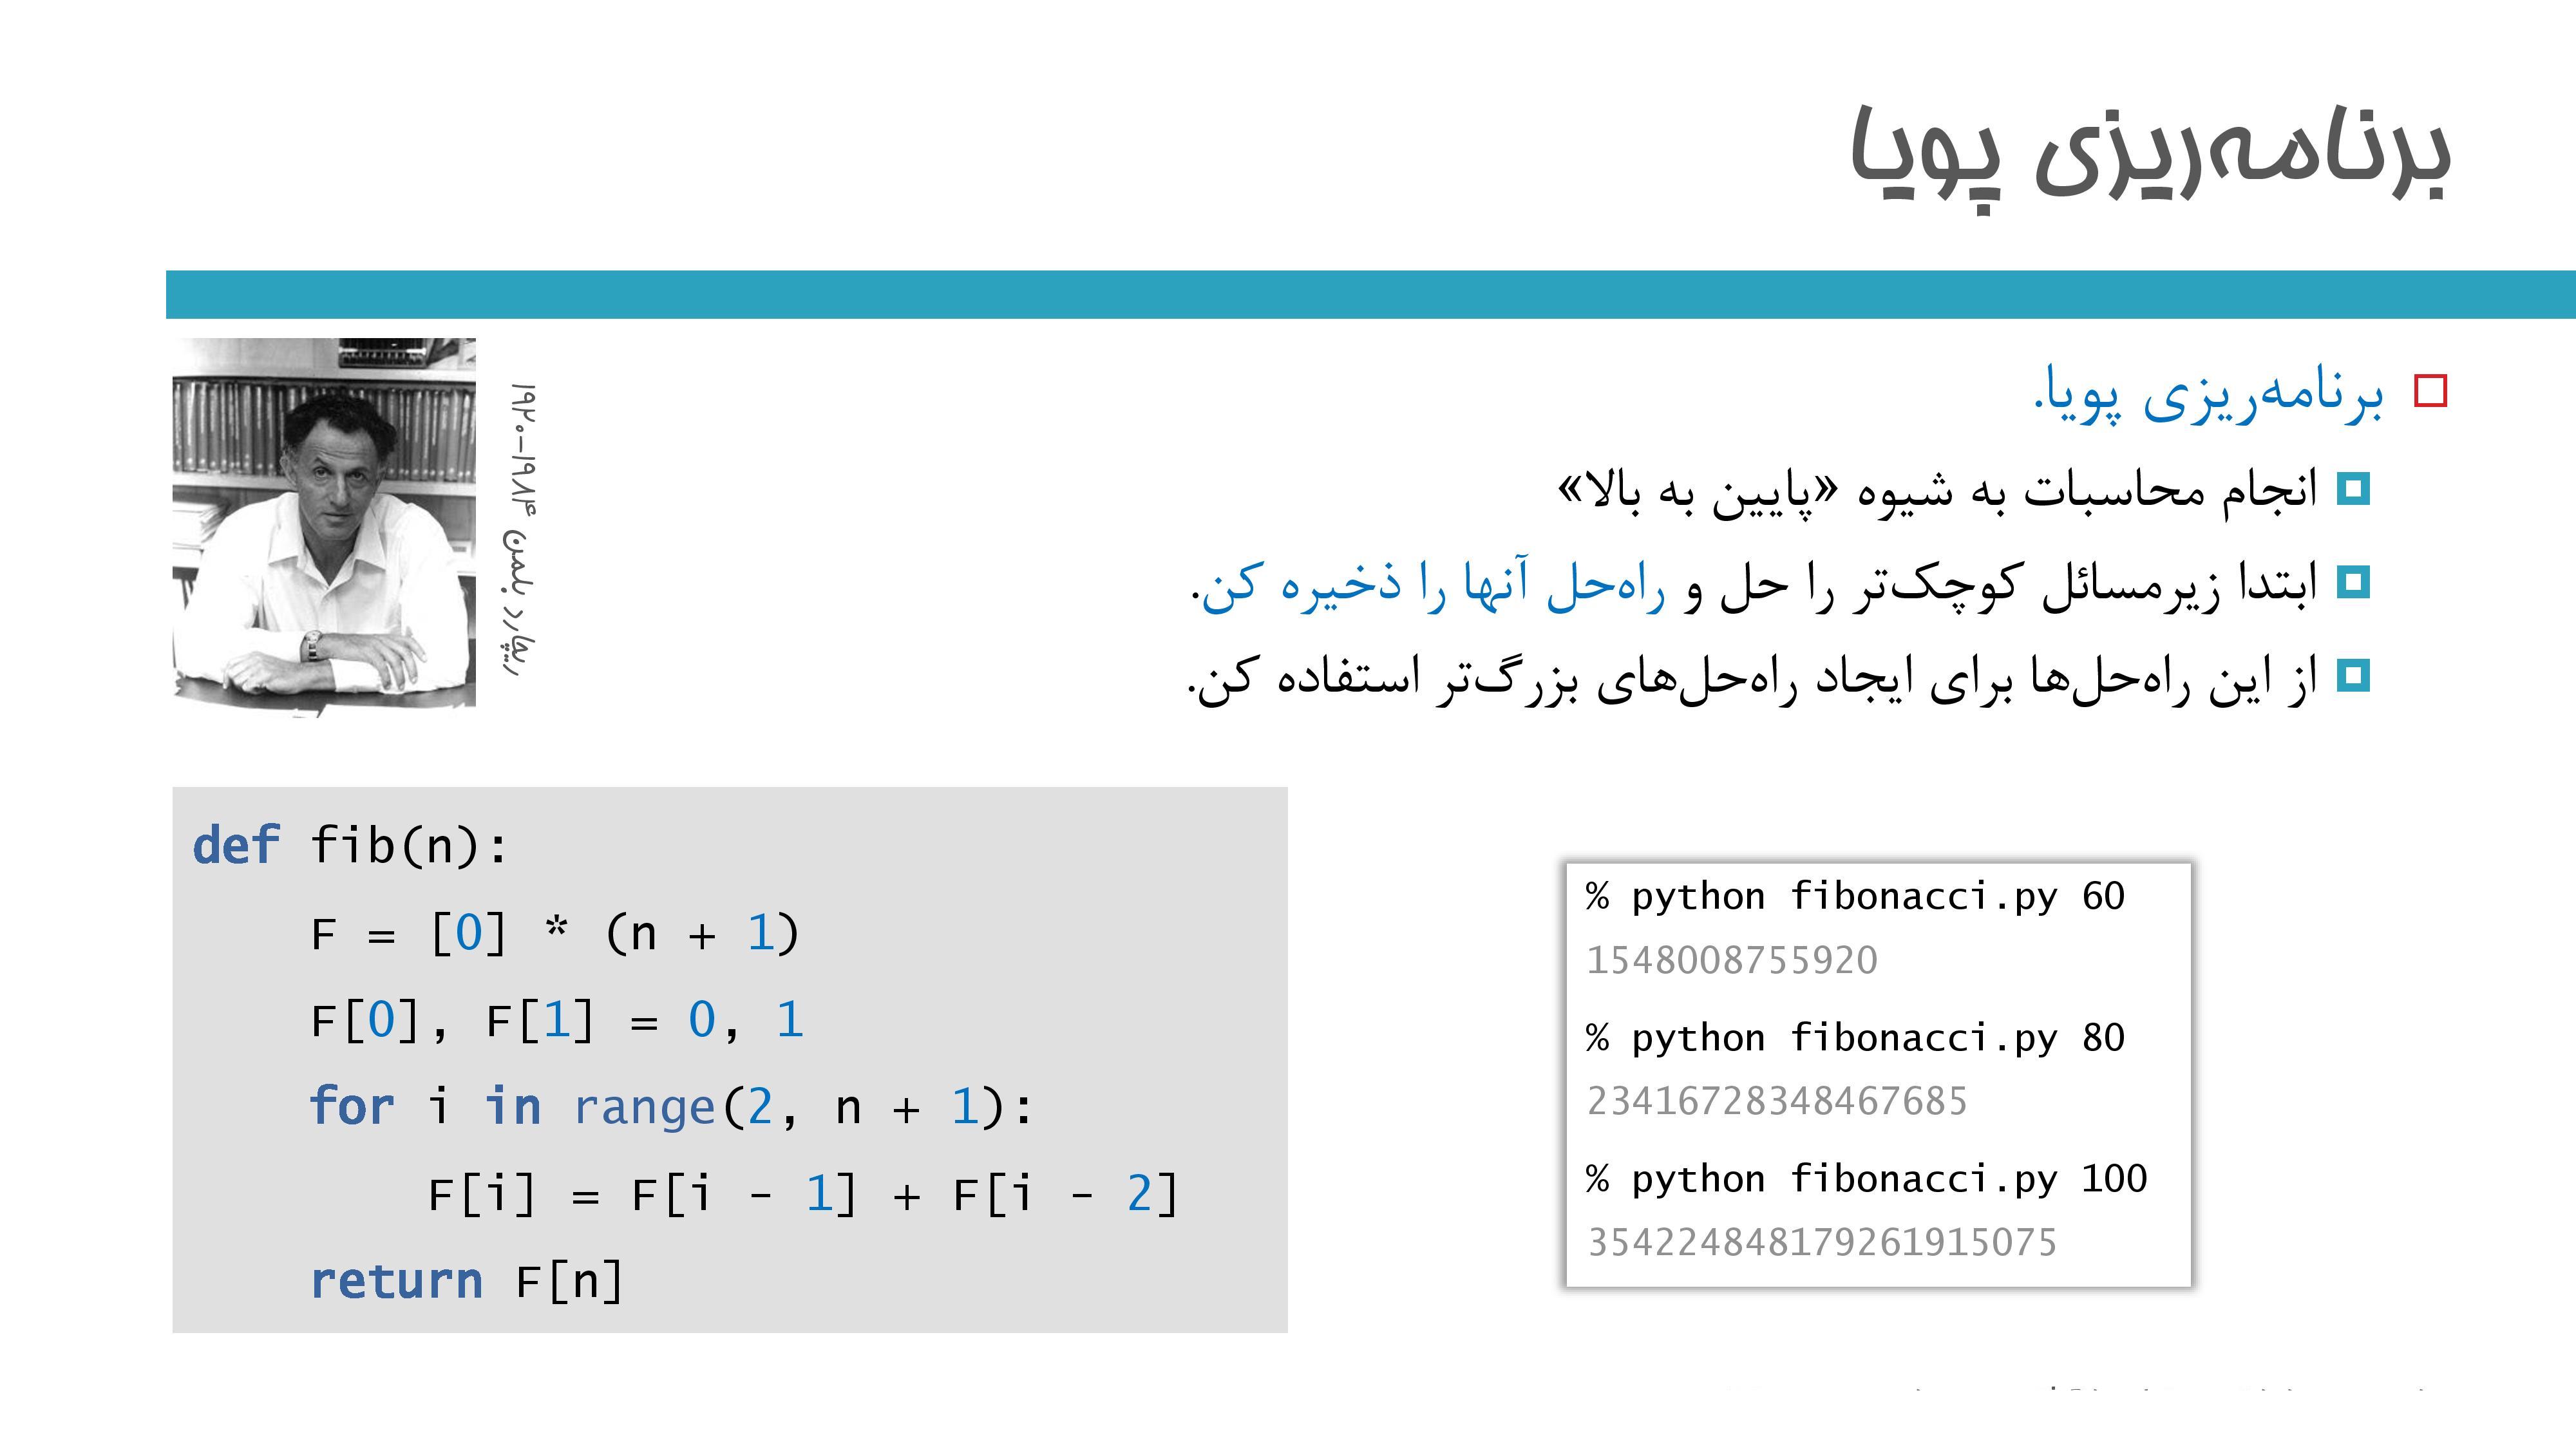 برنامه‌ریزی پویا
برنامه‌ریزی پویا.
انجام محاسبات به شیوه «پایین به بالا»
ابتدا زیرمسائل کوچک‌تر را حل و راه‌حل آنها را ذخیره کن.
از این راه‌حل‌ها برای ایجاد راه‌حل‌های بزرگ‌تر استفاده کن.
ریچارد بلمن ۱۹۸۴-۱۹۲۰
def fib(n):
    F = [0] * (n + 1)
    F[0], F[1] = 0, 1
    for i in range(2, n + 1):
        F[i] = F[i - 1] + F[i - 2]
    return F[n]
% python fibonacci.py 60
1548008755920
% python fibonacci.py 80
23416728348467685
% python fibonacci.py 100
354224848179261915075